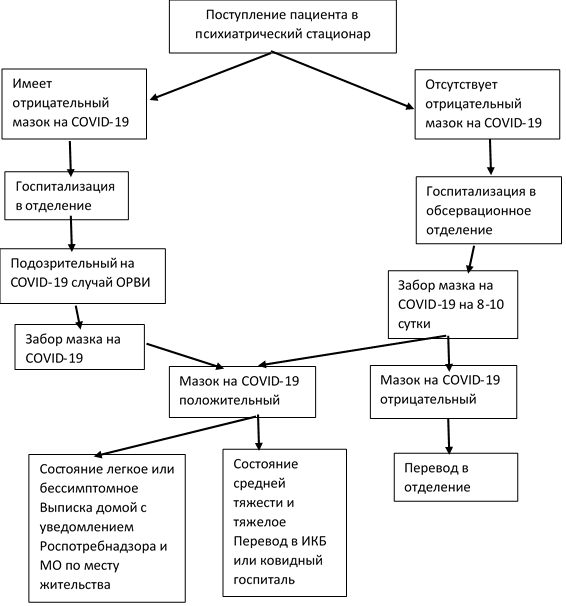 Поступление пациента в
психиатрический стационар
Имеет
отрицательный
мазок на COVID-19
Отсутствует
отрицательный
мазок на COVID-19
Госпитализация
в отделение
Госпитализация в
обсервационное
отделение
Подозрительный на
COVID-19 случай ОРВИ
Забор мазка на
COVID-19 на 8-10
сутки
Забор мазка на
COVID-19
Мазок на COVID-19
положительный
Мазок на COVID-19
отрицательный
Состояние легкое или
бессимптомное
Выписка домой с
уведомлением
Роспотребнадзора и
МО по месту
жительства
Состояние
средней
тяжести и
тяжелое
Перевод в ИКБ
или ковидный
госпиталь
Перевод в
отделение